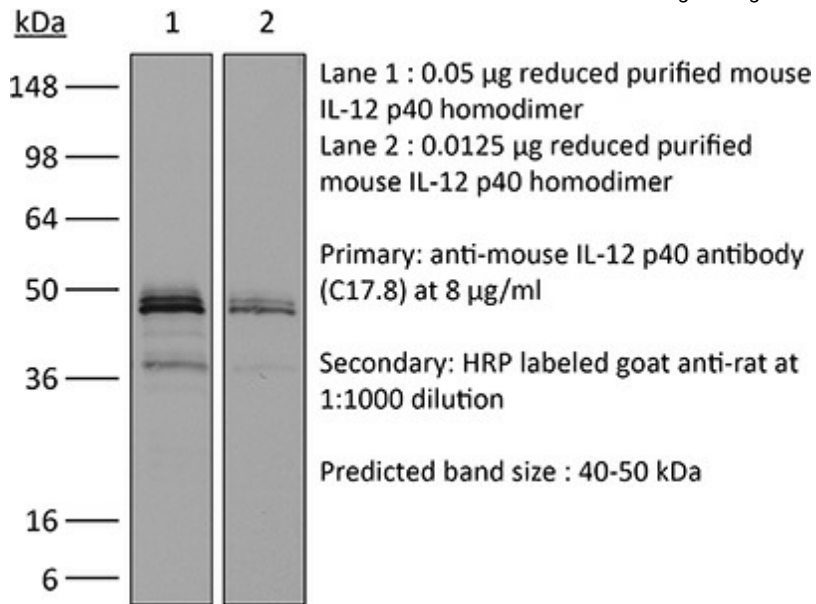 kDa
1 2
148
98
64
50
36
16
6
Lane 1 : 0.05 µg reduced purified mouse
IL-12 p40 homodimer
Lane 2 : 0.0125 µg reduced purified
mouse IL-12 p40 homodimer
Primary: anti-mouse IL-12 p40 antibody
(C17.8) at 8 µg/ml
Secondary: HRP labeled goat anti-rat at
1:1000 dilution
Predicted band size : 40-50 kDa